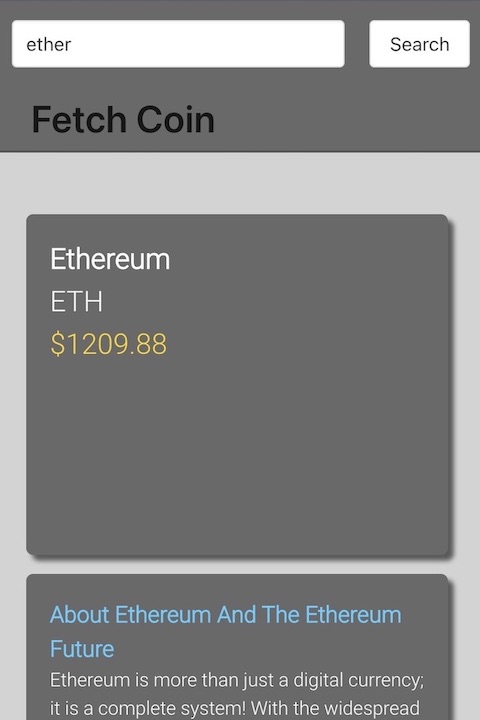 ether
Search
Fetch Coin
Ethereum
ETH
$1209.88
About Ethereum And The Ethereum
Future
Ethereum is more than just a digital currency;
it is a complete system! With the widespread